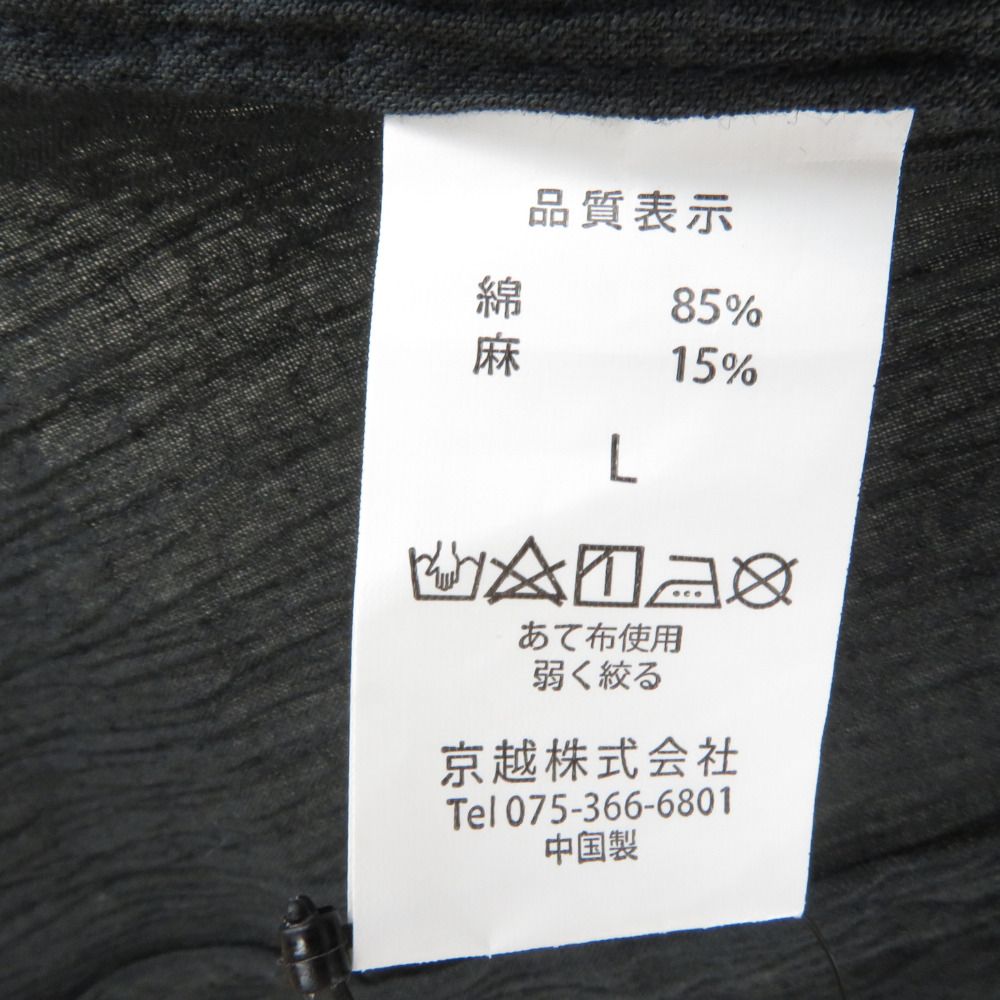 品質表示
綿 85%
麻 15%
L
あて布使用
弱く絞る
京越株式会社
Tel 075-366-6801
中国製